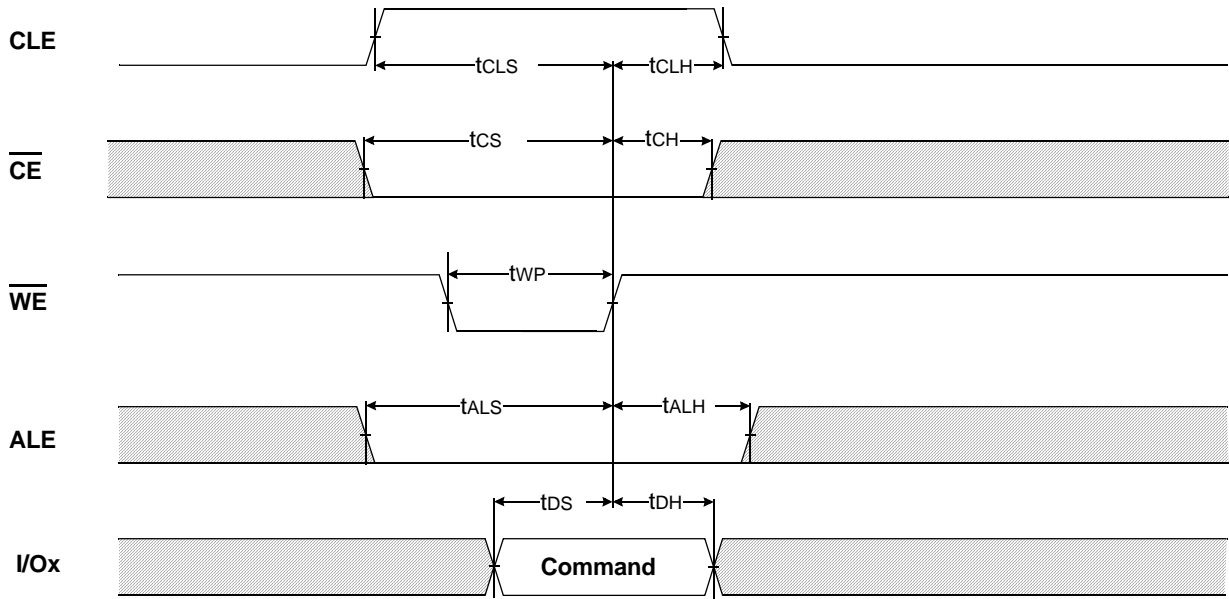 CLE
tCLS
tCLH
CE
tCS
tCH
WE
tWP
ALE
tALS
tALH
I/Ox
tDS
tDH
Command